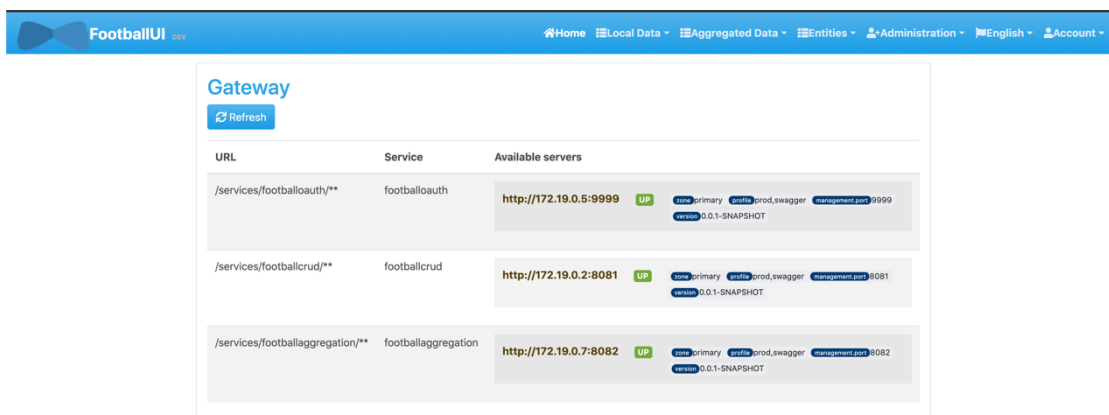 FootballUI DEV Home Local Data Aggregated Data Entities Administration English Account
Gateway
Refresh
URL Service Available servers
/services/footballoauth/** footballoauth http://172.19.0.5:9999 UP zone primary profile prod,swagger management.port 9999
version 0.0.1-SNAPSHOT
/services/footballcrud/** footballcrud http://172.19.0.2:8081 UP zone primary profile prod,swagger management.port 8081
version 0.0.1-SNAPSHOT
/services/footballaggregation/** footballaggregation http://172.19.0.7:8082 UP zone primary profile prod,swagger management.port 8082
version 0.0.1-SNAPSHOT